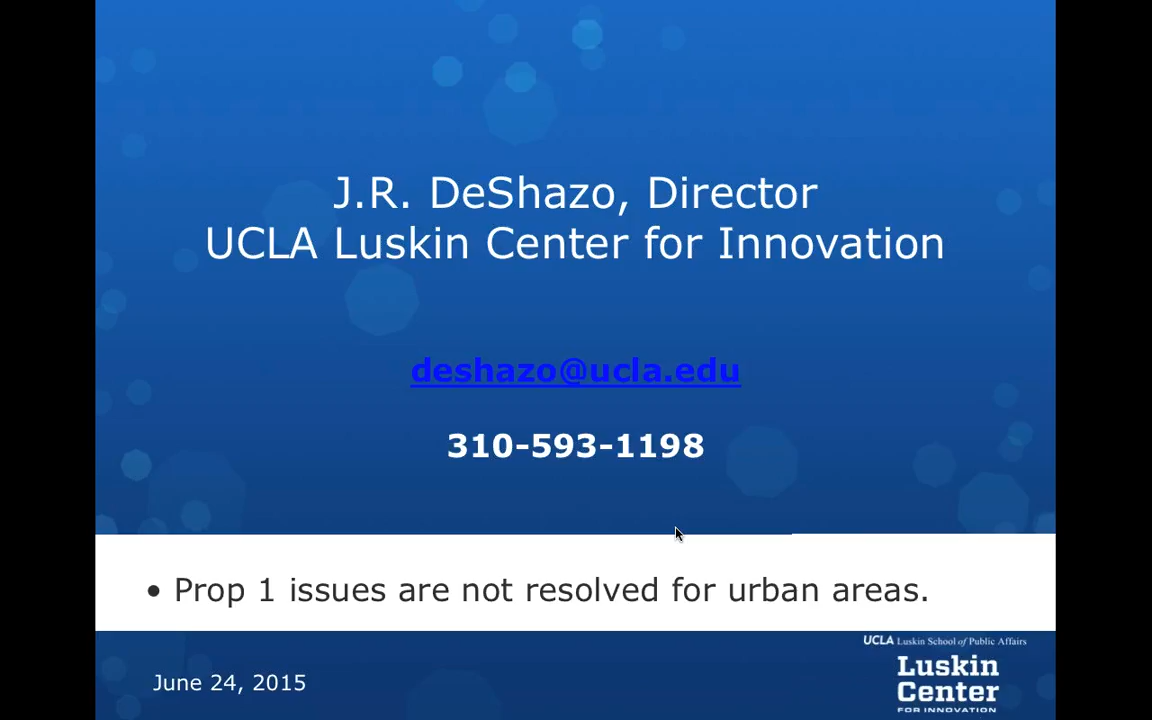 J.R. DeShazo, Director
UCLA Luskin Center for Innovation
deshazo@ucla.edu
310-593-1198
• Prop 1 issues are not resolved for urban areas.
June 24, 2015
UCLA Luskin School of Public Affairs
Luskin
Center
FOR INNOVATION